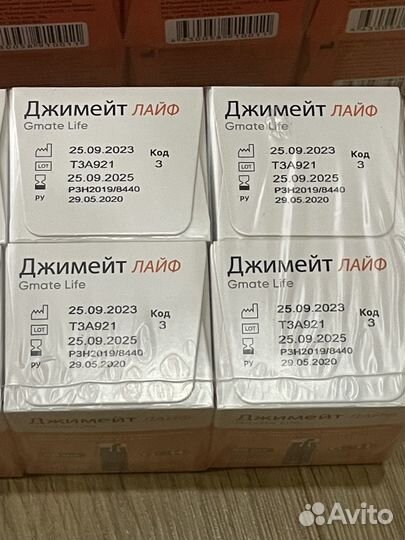 Джимейт ЛАЙФ
Gmate Life
25.09.2023 Код
LOT T3A921 3
25.09.2025
РЗН2019/8440
РУ 29.05.2020
Джимейт ЛАЙФ
Gmate Life
25.09.2023 Код
LOT T3A921 3
25.09.2025
РЗН2019/8440
РУ 29.05.2020
Джимейт ЛАЙФ
Gmate Life
25.09.2023 Код
LOT T3A921 3
25.09.2025
РЗН2019/8440
РУ 29.05.2020
Джимейт ЛАЙФ
Gmate Life
25.09.2023 Код
LOT T3A921 3
25.09.2025
РЗН2019/8440
РУ 29.05.2020
Джимейт ЛАЙФ
Джимейт ЛАЙФ
Avito